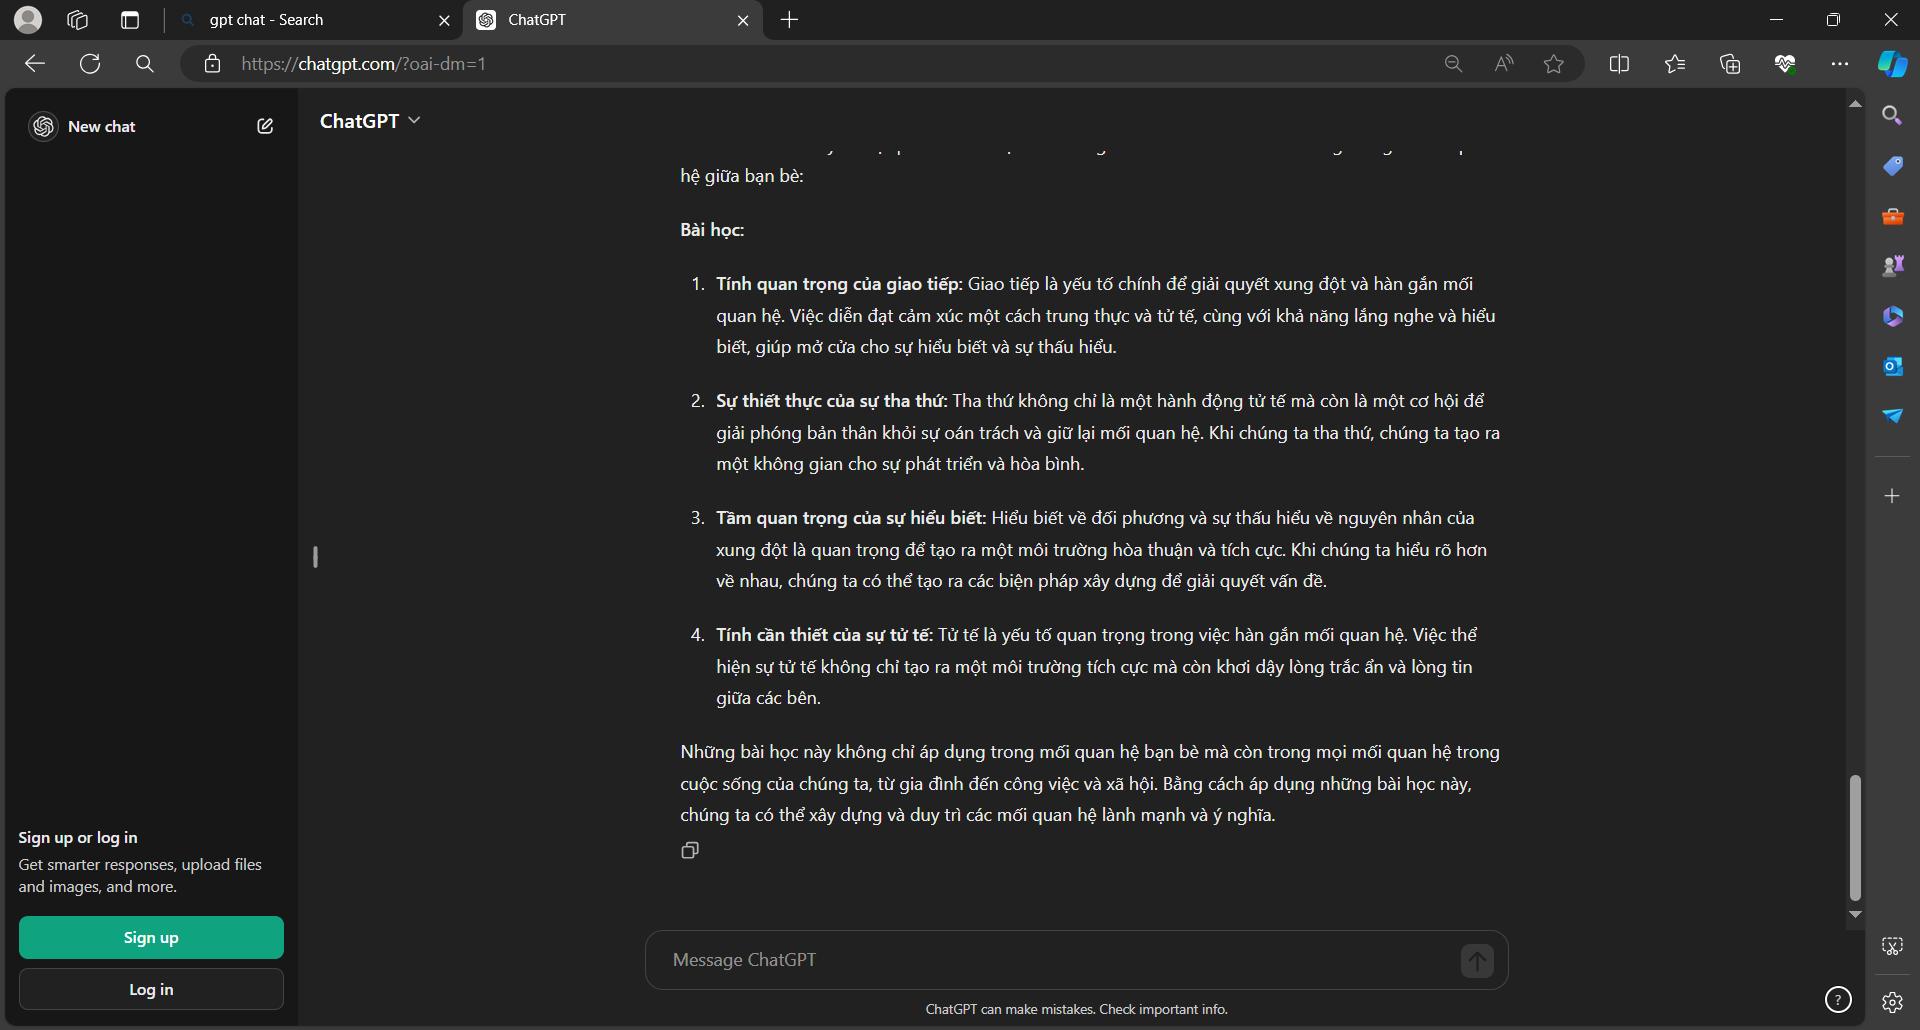 gpt chat - Search
ChatGPT
https://chatgpt.com/?oai-dm=1
New chat
ChatGPT
hệ giữa bạn bè:
Bài học:
1. Tính quan trọng của giao tiếp: Giao tiếp là yếu tố chính để giải quyết xung đột và hàn gắn mối
quan hệ. Việc diễn đạt cảm xúc một cách trung thực và tử tế, cùng với khả năng lắng nghe và hiểu
biết, giúp mở cửa cho sự hiểu biết và sự thấu hiểu.
2. Sự thiết thực của sự tha thứ: Tha thứ không chỉ là một hành động tử tế mà còn là một cơ hội để
giải phóng bản thân khỏi sự oán trách và giữ lại mối quan hệ. Khi chúng ta tha thứ, chúng ta tạo ra
một không gian cho sự phát triển và hòa bình.
3. Tầm quan trọng của sự hiểu biết: Hiểu biết về đối phương và sự thấu hiểu về nguyên nhân của
xung đột là quan trọng để tạo ra một môi trường hòa thuận và tích cực. Khi chúng ta hiểu rõ hơn
về nhau, chúng ta có thể tạo ra các biện pháp xây dựng để giải quyết vấn đề.
4. Tính cần thiết của sự tử tế: Tử tế là yếu tố quan trọng trong việc hàn gắn mối quan hệ. Việc thể
hiện sự tử tế không chỉ tạo ra một môi trường tích cực mà còn khơi dậy lòng trắc ẩn và lòng tin
giữa các bên.
Những bài học này không chỉ áp dụng trong mối quan hệ bạn bè mà còn trong mọi mối quan hệ trong
cuộc sống của chúng ta, từ gia đình đến công việc và xã hội. Bằng cách áp dụng những bài học này,
chúng ta có thể xây dựng và duy trì các mối quan hệ lành mạnh và ý nghĩa.
Sign up or log in
Get smarter responses, upload files
and images, and more.
Sign up
Log in
Message ChatGPT
ChatGPT can make mistakes. Check important info.
?